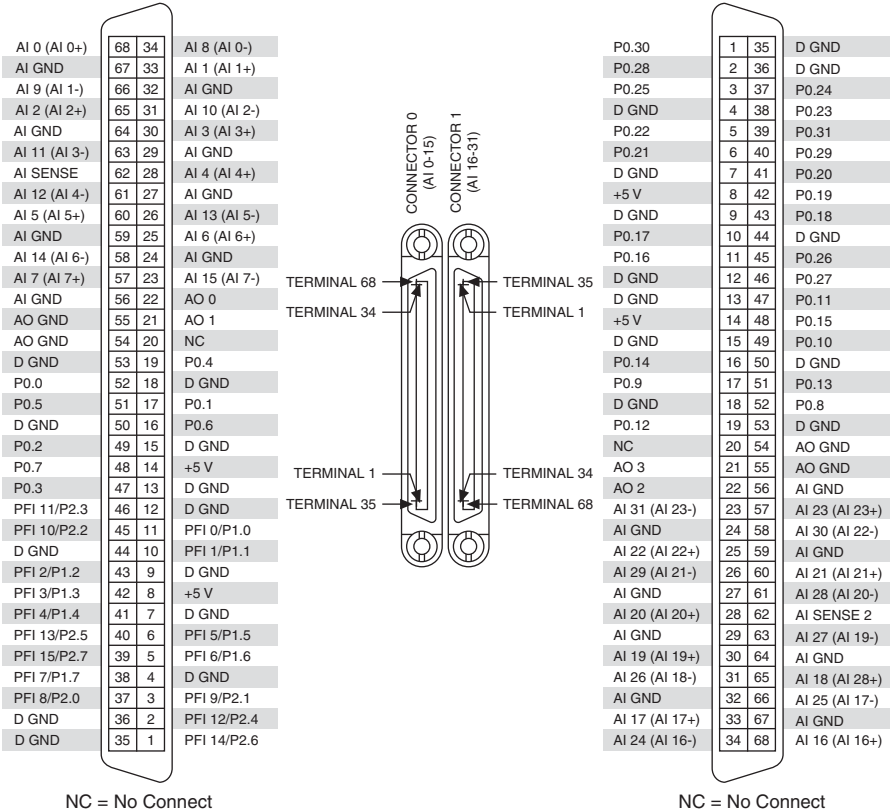 AI 0 (AI 0+) 68 34 AI 8 (AI 0-)
AI GND 67 33 AI 1 (AI 1+)
AI 9 (AI 1-) 66 32 AI GND
AI 2 (AI 2+) 65 31 AI 10 (AI 2-)
AI GND 64 30 AI 3 (AI 3+)
AI 11 (AI 3-) 63 29 AI GND
AI SENSE 62 28 AI 4 (AI 4+)
AI 12 (AI 4-) 61 27 AI GND
AI 5 (AI 5+) 60 26 AI 13 (AI 5-)
AI GND 59 25 AI 6 (AI 6+)
AI 14 (AI 6-) 58 24 AI GND
AI 7 (AI 7+) 57 23 AI 15 (AI 7-)
AI GND 56 22 AO 0
AO GND 55 21 AO 1
AO GND 54 20 NC
D GND 53 19 P0.4
P0.0 52 18 D GND
P0.5 51 17 P0.1
D GND 50 16 P0.6
P0.2 49 15 D GND
P0.7 48 14 +5 V
P0.3 47 13 D GND
PFI 11/P2.3 46 12 D GND
PFI 10/P2.2 45 11 PFI 0/P1.0
D GND 44 10 PFI 1/P1.1
PFI 2/P1.2 43 9 D GND
PFI 3/P1.3 42 8 +5 V
PFI 4/P1.4 41 7 D GND
PFI 13/P2.5 40 6 PFI 5/P1.5
PFI 15/P2.7 39 5 PFI 6/P1.6
PFI 7/P1.7 38 4 D GND
PFI 8/P2.0 37 3 PFI 9/P2.1
D GND 36 2 PFI 12/P2.4
D GND 35 1 PFI 14/P2.6
NC = No Connect
CONNECTOR 0
(AI 0-15)
CONNECTOR 1
(AI 16-31)
TERMINAL 68
TERMINAL 34
TERMINAL 35
TERMINAL 1
TERMINAL 1
TERMINAL 35
TERMINAL 34
TERMINAL 68
P0.30 1 35 D GND
P0.28 2 36 D GND
P0.25 3 37 P0.24
D GND 4 38 P0.23
P0.22 5 39 P0.31
P0.21 6 40 P0.29
D GND 7 41 P0.20
+5 V 8 42 P0.19
D GND 9 43 P0.18
P0.17 10 44 D GND
P0.16 11 45 P0.26
D GND 12 46 P0.27
D GND 13 47 P0.11
+5 V 14 48 P0.15
D GND 15 49 P0.10
P0.14 16 50 D GND
P0.9 17 51 P0.13
D GND 18 52 P0.8
P0.12 19 53 D GND
NC 20 54 AO GND
AO 3 21 55 AO GND
AO 2 22 56 AI GND
AI 31 (AI 23-) 23 57 AI 23 (AI 23+)
AI GND 24 58 AI 30 (AI 22-)
AI 22 (AI 22+) 25 59 AI GND
AI 29 (AI 21-) 26 60 AI 21 (AI 21+)
AI GND 27 61 AI 28 (AI 20-)
AI 20 (AI 20+) 28 62 AI SENSE 2
AI GND 29 63 AI 27 (AI 19-)
AI 19 (AI 19+) 30 64 AI GND
AI 26 (AI 18-) 31 65 AI 18 (AI 28+)
AI GND 32 66 AI 25 (AI 17-)
AI 17 (AI 17+) 33 67 AI GND
AI 24 (AI 16-) 34 68 AI 16 (AI 16+)
NC = No Connect